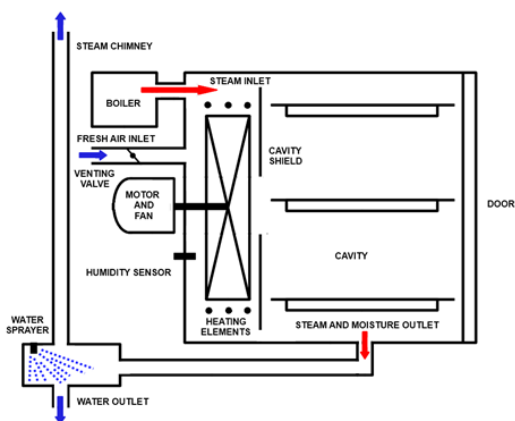 STEAM CHIMNEY
STEAM INLET
BOILER
FRESH AIR INLET
CAVITY
SHIELD
VENTING
VALVE
MOTOR
AND
FAN
DOOR
HUMIDITY SENSOR
CAVITY
WATER
SPRAYER
HEATING
ELEMENTS
STEAM AND MOISTURE OUTLET
WATER OUTLET